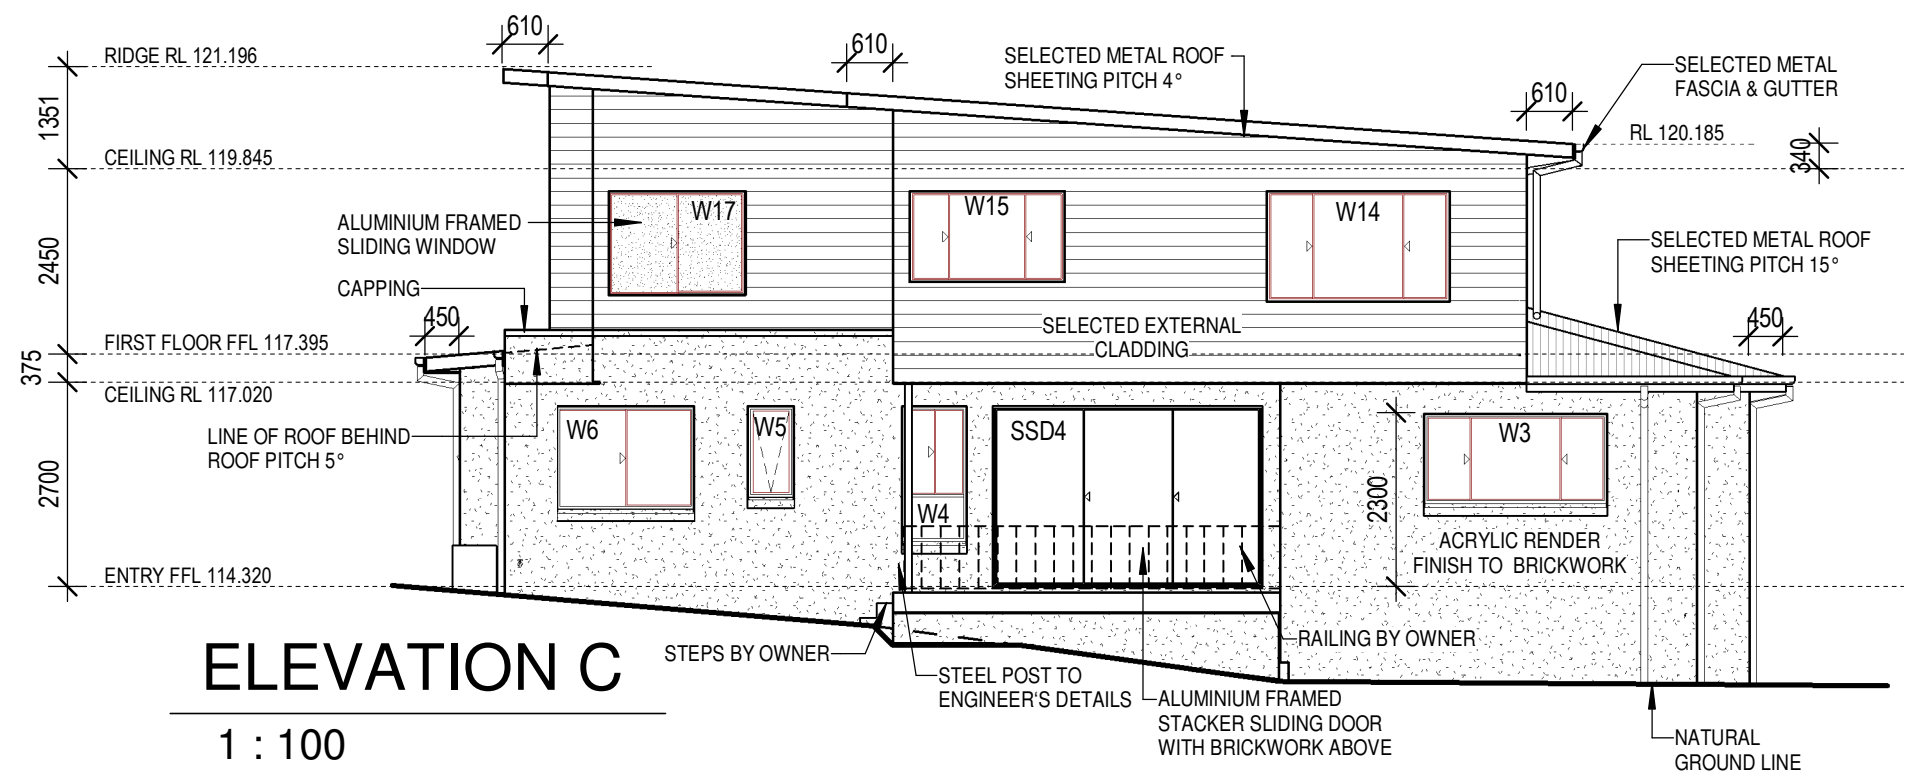 610
610
RIDGE RL 121.196
SELECTED METAL ROOF
SHEETING PITCH 4°
SELECTED METAL
FASCIA & GUTTER
610
RL 120.185
1351
340
CEILING RL 119.845
ALUMINIUM FRAMED
SLIDING WINDOW
W17
W15
W14
2450
SELECTED METAL ROOF
SHEETING PITCH 15°
CAPPING
450
450
SELECTED EXTERNAL
CLADDING
FIRST FLOOR FFL 117.395
375
CEILING RL 117.020
LINE OF ROOF BEHIND
ROOF PITCH 5°
W6
W5
W4
SSD4
W3
2700
2300
ACRYLIC RENDER
FINISH TO BRICKWORK
ENTRY FFL 114.320
STEPS BY OWNER
RAILING BY OWNER
STEEL POST TO
ENGINEER'S DETAILS
ALUMINIUM FRAMED
STACKER SLIDING DOOR
WITH BRICKWORK ABOVE
NATURAL
GROUND LINE
ELEVATION C
1 : 100